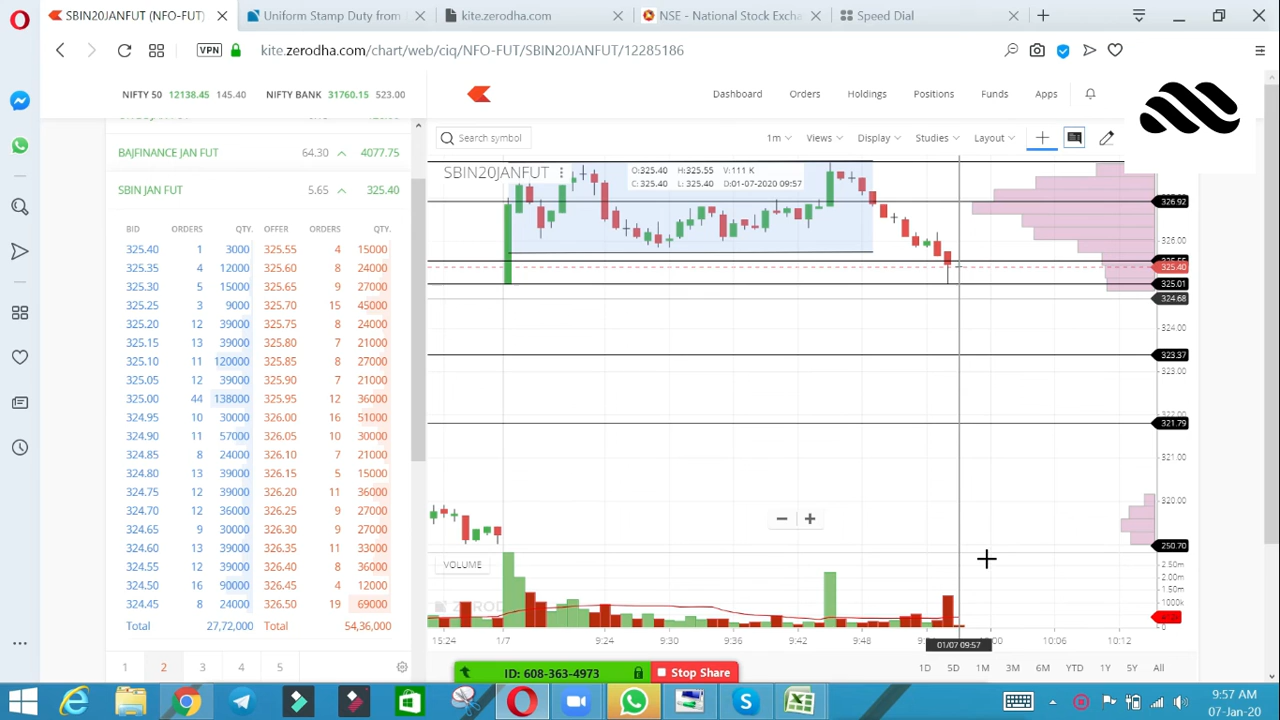 SBIN20JANFUT (NFO-FUT)
Uniform Stamp Duty from
kite.zerodha.com
NSE - National Stock Excha
Speed Dial
VPN
kite.zerodha.com/chart/web/ciq/NFO-FUT/SBIN20JANFUT/12285186
NIFTY 50 12138.45 145.40 NIFTY BANK 31760.15 523.00
Dashboard Orders Holdings Positions Funds Apps
BAJFINANCE JAN FUT 64.30 4077.75
SBIN JAN FUT 5.65 325.40
BID ORDERS QTY. OFFER ORDERS QTY.
325.40 1 3000 325.55 4 15000
325.35 4 12000 325.60 8 24000
325.30 5 15000 325.65 9 27000
325.25 3 9000 325.70 15 45000
325.20 12 39000 325.75 8 24000
325.15 13 39000 325.80 7 21000
325.10 11 120000 325.85 8 27000
325.05 12 39000 325.90 7 21000
325.00 44 138000 325.95 12 36000
324.95 10 30000 326.00 16 51000
324.90 11 57000 326.05 10 30000
324.85 8 24000 326.10 7 21000
324.80 13 39000 326.15 5 15000
324.75 12 39000 326.20 11 36000
324.70 12 36000 326.25 9 27000
324.65 9 30000 326.30 9 27000
324.60 13 39000 326.35 11 33000
324.55 12 39000 326.40 8 36000
324.50 16 90000 326.45 4 12000
324.45 8 24000 326.50 19 69000
Total 27,72,000 Total 54,36,000
1 2 3 4 5
Search symbol
1m Views Display Studies Layout
SBIN20JANFUT
O:325.40 H:325.55 V:111 K
C:325.40 L:325.40 D:01-07-2020 09:57
326.92
326.00
325.40
325.01
324.68
324.00
323.37
323.00
321.79
321.00
320.00
250.70
VOLUME
2.50m
2.00m
1.50m
1000k
0
15:24 1/7 9:24 9:30 9:36 9:42 9:48 10:06 10:12
01/07 09:57
1D 5D 1M 3M 6M YTD 1Y 5Y All
ID: 608-363-4973
Stop Share
9:57 AM
07-Jan-20